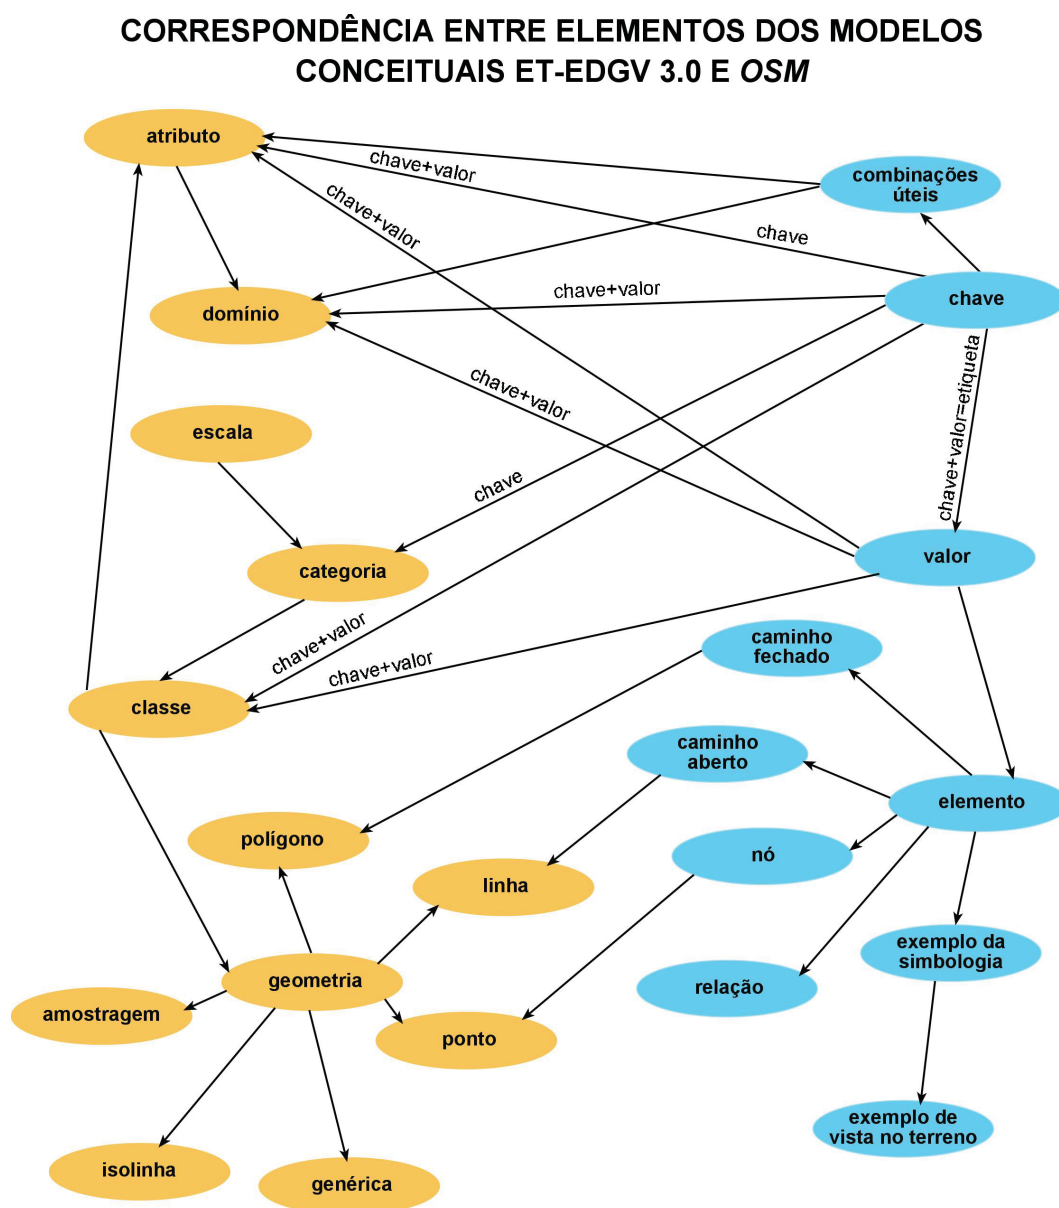 CORRESPONDÊNCIA ENTRE ELEMENTOS DOS MODELOS
CONCEITUAIS ET-EDGV 3.0 E OSM
atributo
chave+valor
combinações
úteis
chave+valor
chave
domínio
chave+valor
chave
chave+valor
chave+valor=etiqueta
escala
chave
categoria
valor
chave+valor
chave+valor
caminho
fechado
classe
caminho
aberto
elemento
polígono
linha
nó
exemplo da
simbologia
geometria
relação
amostragem
ponto
exemplo de
vista no terreno
isolinha
genérica